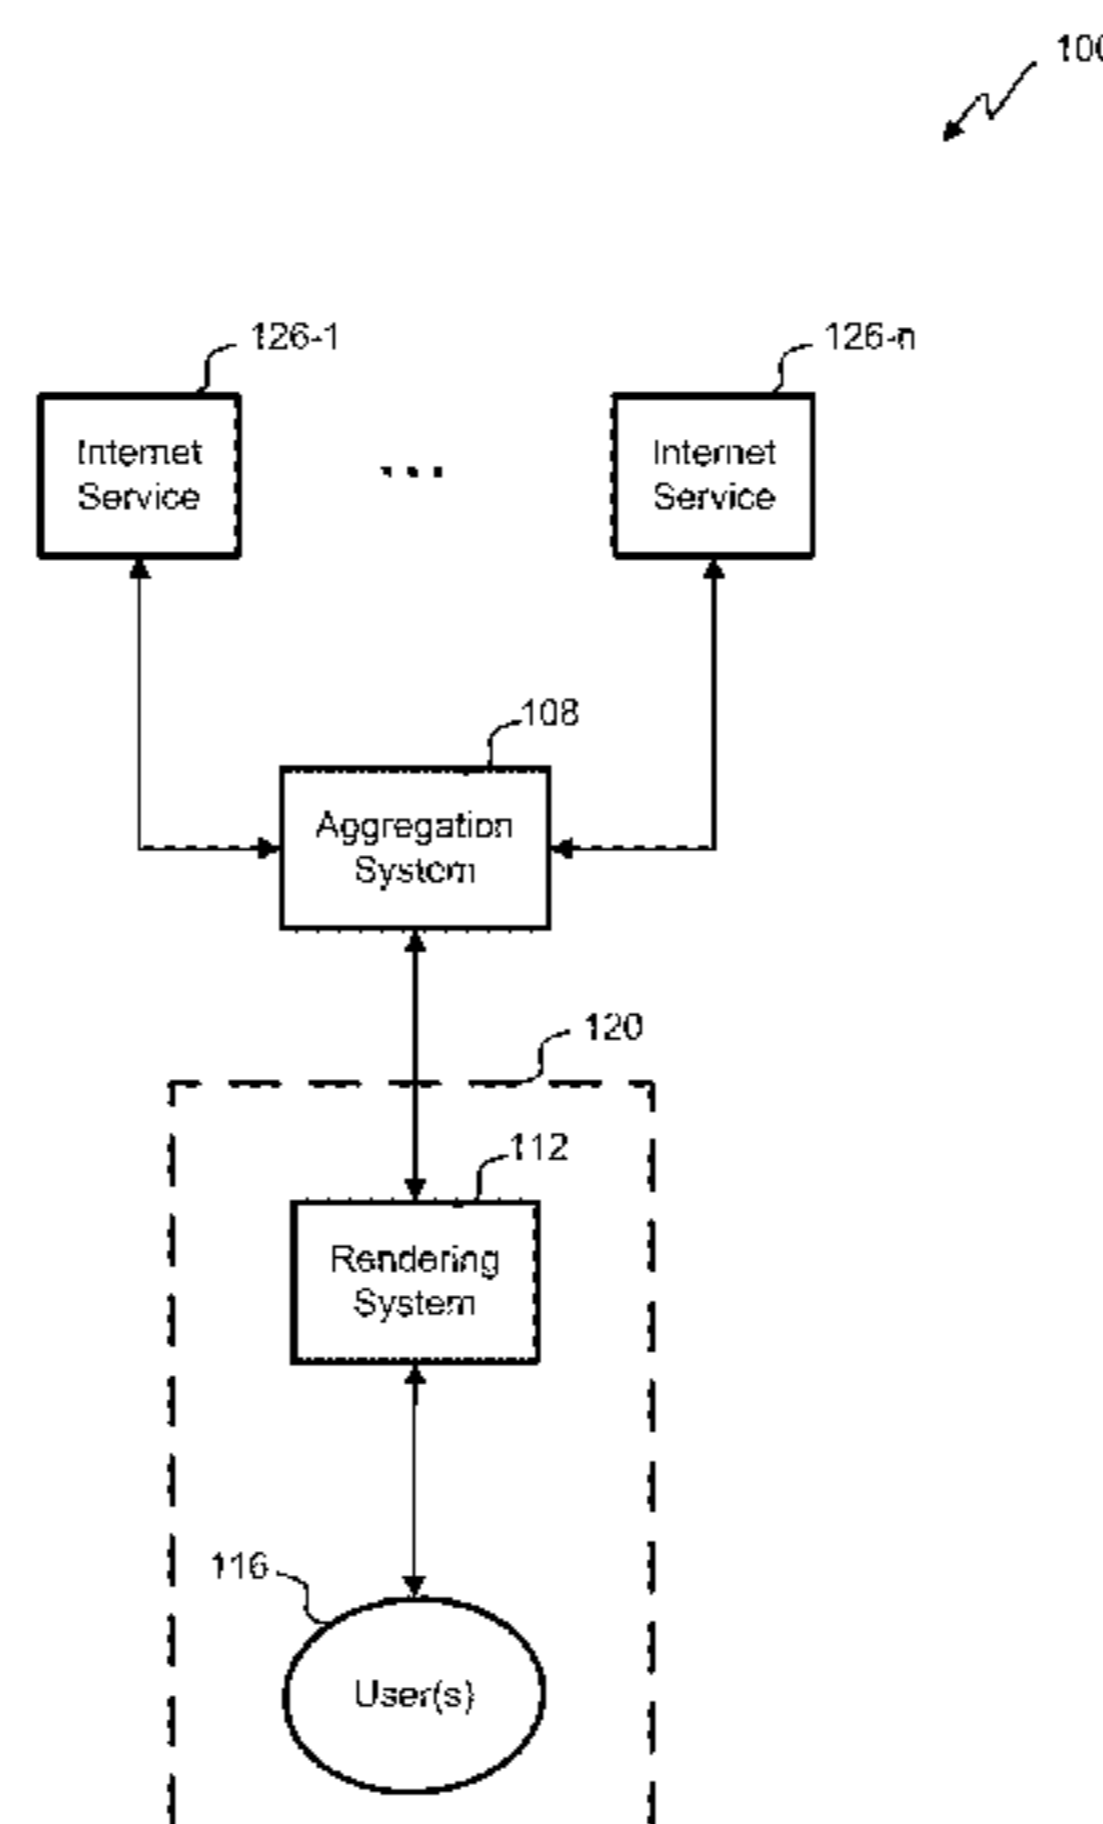 100
126-1
126-n
Internet
Service
...
Internet
Service
108
Aggregation
System
120
112
Rendering
System
116
User(s)